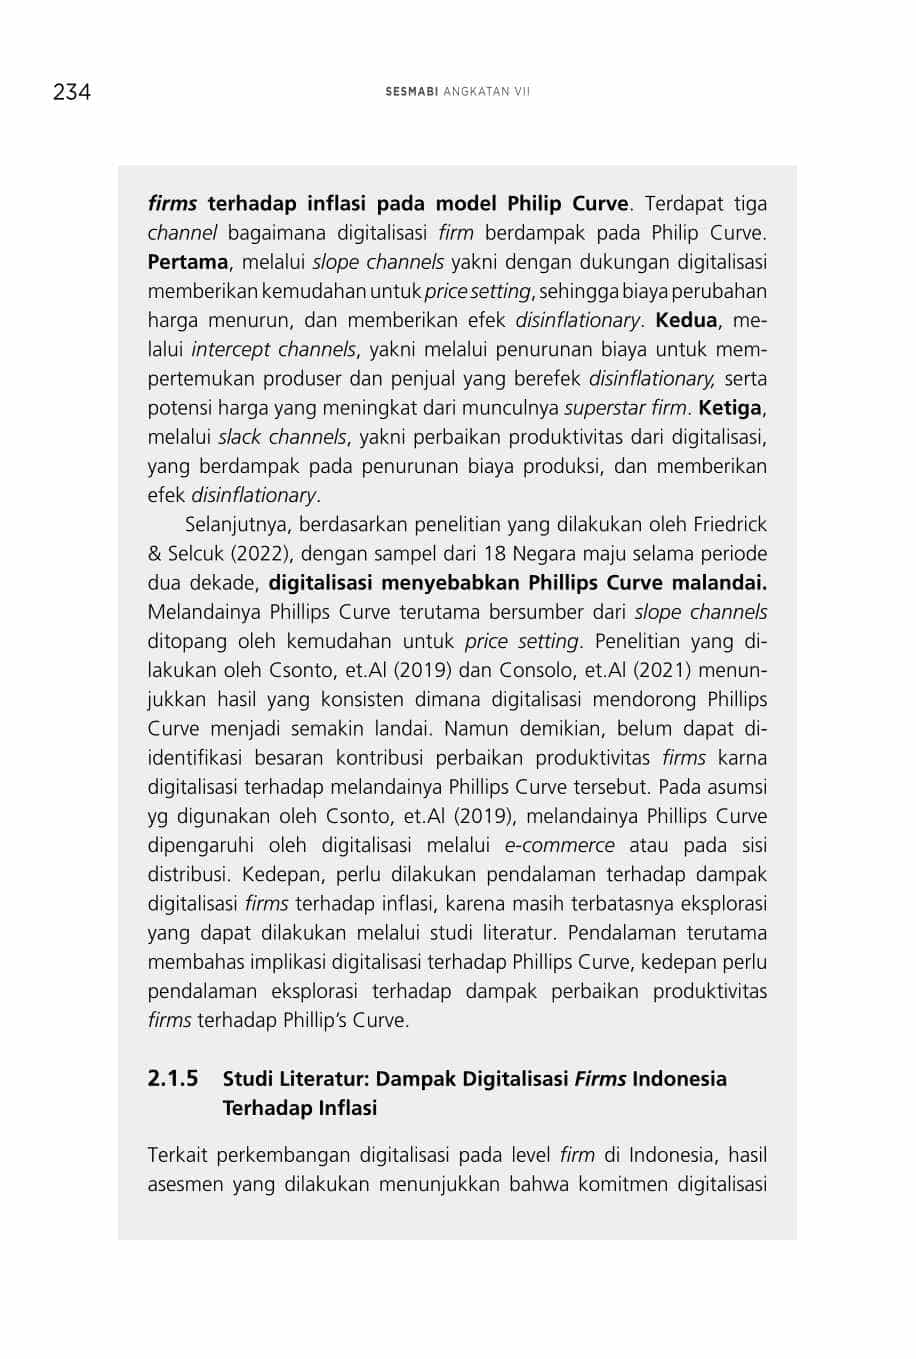 234
SESMABI ANGKATAN VII
firms terhadap inflasi pada model Philip Curve. Terdapat tiga
channel bagaimana digitalisasi firm berdampak pada Philip Curve.
Pertama, melalui slope channels yakni dengan dukungan digitalisasi
memberikan kemudahan untuk price setting, sehingga biaya perubahan
harga menurun, dan memberikan efek disinflationary. Kedua, me-
lalui intercept channels, yakni melalui penurunan biaya untuk mem-
pertemukan produser dan penjual yang berefek disinflationary, serta
potensi harga yang meningkat dari munculnya superstar firm. Ketiga,
melalui slack channels, yakni perbaikan produktivitas dari digitalisasi,
yang berdampak pada penurunan biaya produksi, dan memberikan
efek disinflationary.
Selanjutnya, berdasarkan penelitian yang dilakukan oleh Friedrick
& Selcuk (2022), dengan sampel dari 18 Negara maju selama periode
dua dekade, digitalisasi menyebabkan Phillips Curve malandai.
Melandainya Phillips Curve terutama bersumber dari slope channels
ditopang oleh kemudahan untuk price setting. Penelitian yang di-
lakukan oleh Csonto, et.Al (2019) dan Consolo, et.Al (2021) menun-
jukkan hasil yang konsisten dimana digitalisasi mendorong Phillips
Curve menjadi semakin landai. Namun demikian, belum dapat di-
identifikasi besaran kontribusi perbaikan produktivitas firms karna
digitalisasi terhadap melandainya Phillips Curve tersebut. Pada asumsi
yg digunakan oleh Csonto, et.Al (2019), melandainya Phillips Curve
dipengaruhi oleh digitalisasi melalui e-commerce atau pada sisi
distribusi. Kedepan, perlu dilakukan pendalaman terhadap dampak
digitalisasi firms terhadap inflasi, karena masih terbatasnya eksplorasi
yang dapat dilakukan melalui studi literatur. Pendalaman terutama
membahas implikasi digitalisasi terhadap Phillips Curve, kedepan perlu
pendalaman eksplorasi terhadap dampak perbaikan produktivitas
firms terhadap Phillip's Curve.
2.1.5 Studi Literatur: Dampak Digitalisasi Firms Indonesia
Terhadap Inflasi
Terkait perkembangan digitalisasi pada level firm di Indonesia, hasil
asesmen yang dilakukan menunjukkan bahwa komitmen digitalisasi